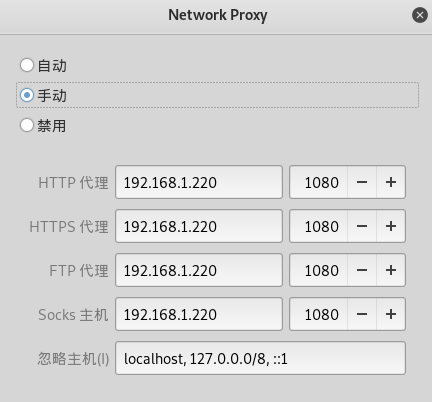 Network Proxy
自动
手动
禁用
HTTP 代理 192.168.1.220 1080 − +
HTTPS 代理 192.168.1.220 1080 − +
FTP 代理 192.168.1.220 1080 − +
Socks 主机 192.168.1.220 1080 − +
忽略主机(I) localhost, 127.0.0.0/8, ::1